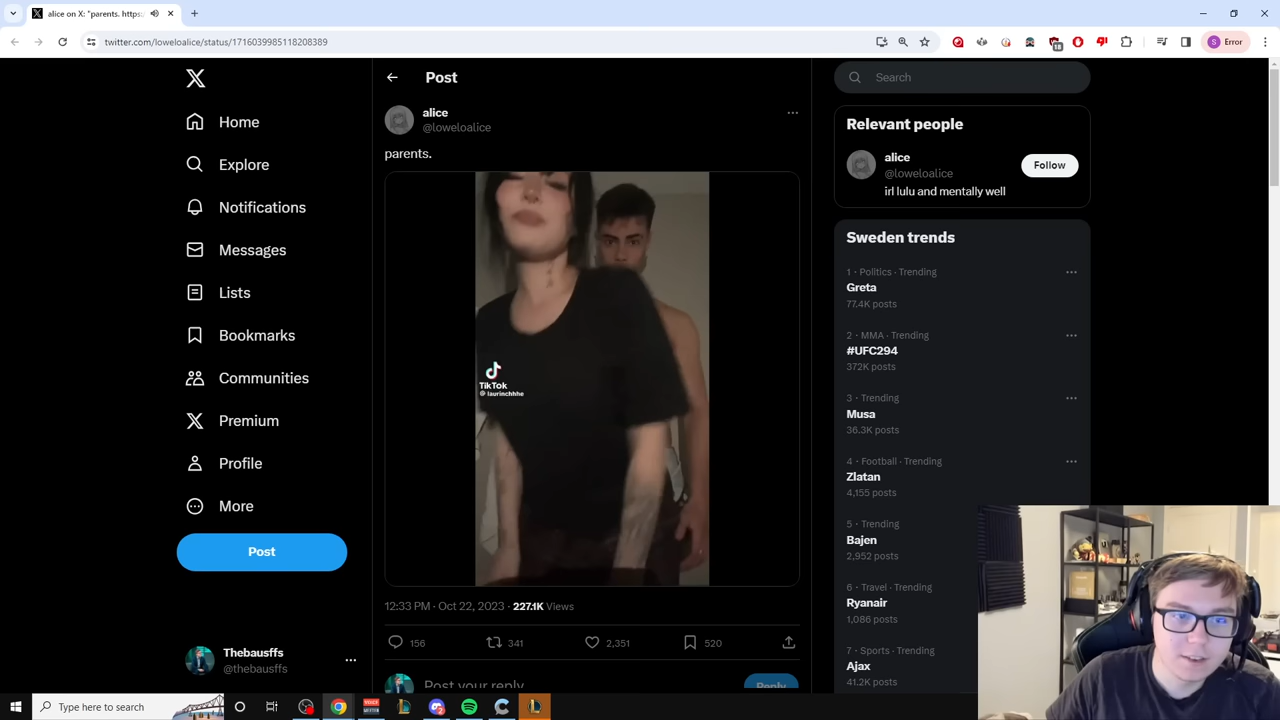 alice on X: "parents. https:
twitter.com/loweloalice/status/1716039985118208389
18
S
Error
Home
Explore
Notifications
Messages
Lists
Bookmarks
Communities
Premium
Profile
More
Post
Thebausffs
@thebausffs
Post
alice
@loweloalice
parents.
TikTok
@laurinchhhe
12:33 PM · Oct 22, 2023 · 227.1K Views
156
341
2,351
520
Post your reply
Reply
Search
Relevant people
alice
@loweloalice
Follow
irl lulu and mentally well
Sweden trends
1 · Politics · Trending
Greta
77.4K posts
2 · MMA · Trending
#UFC294
372K posts
3 · Trending
Musa
36.3K posts
4 · Football · Trending
Zlatan
4,155 posts
5 · Trending
Bajen
2,952 posts
6 · Travel · Trending
Ryanair
1,086 posts
7 · Sports · Trending
Ajax
41.2K posts
Type here to search